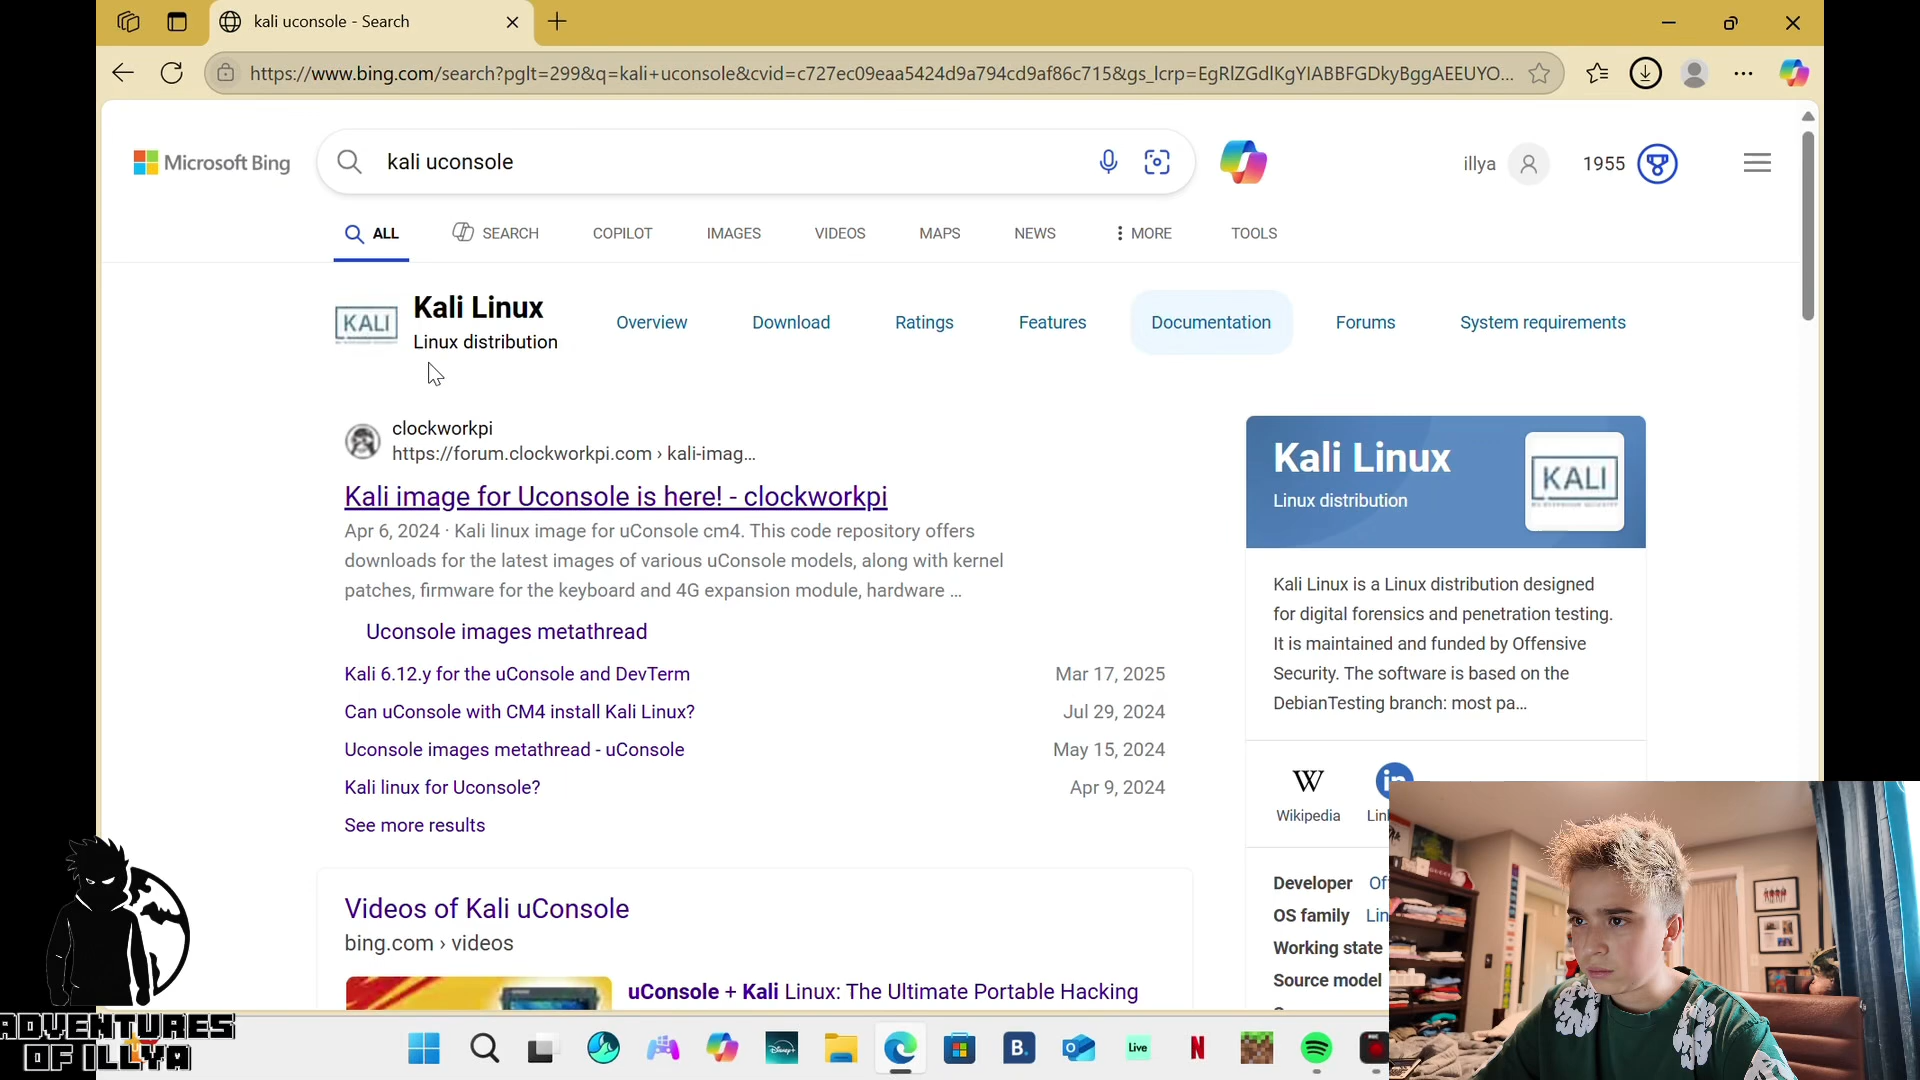 kali uconsole - Search
https://www.bing.com/search?pglt=299&q=kali+uconsole&cvid=c727ec09eaa5424d9a794cd9af86c715&gs_lcrp=EgRlZGdlKgYIABBFGDkyBggAEEUYO...
Microsoft Bing
kali uconsole
illya
1955
ALL
SEARCH
COPILOT
IMAGES
VIDEOS
MAPS
NEWS
MORE
TOOLS
KALI
Kali Linux
Linux distribution
Overview
Download
Ratings
Features
Documentation
Forums
System requirements
clockworkpi
https://forum.clockworkpi.com › kali-imag...
Kali image for Uconsole is here! - clockworkpi
Apr 6, 2024 · Kali linux image for uConsole cm4. This code repository offers
downloads for the latest images of various uConsole models, along with kernel
patches, firmware for the keyboard and 4G expansion module, hardware ...
Uconsole images metathread
Kali 6.12.y for the uConsole and DevTerm Mar 17, 2025
Can uConsole with CM4 install Kali Linux? Jul 29, 2024
Uconsole images metathread - uConsole May 15, 2024
Kali linux for Uconsole? Apr 9, 2024
See more results
Videos of Kali uConsole
bing.com › videos
uConsole + Kali Linux: The Ultimate Portable Hacking
Kali Linux
Linux distribution
KALI
Kali Linux is a Linux distribution designed
for digital forensics and penetration testing.
It is maintained and funded by Offensive
Security. The software is based on the
DebianTesting branch: most pa...
W
in
Wikipedia
Developer
OS family
Working state
Source model
ADVENTURES
OF ILLYA
Disney+
B.
Live
N